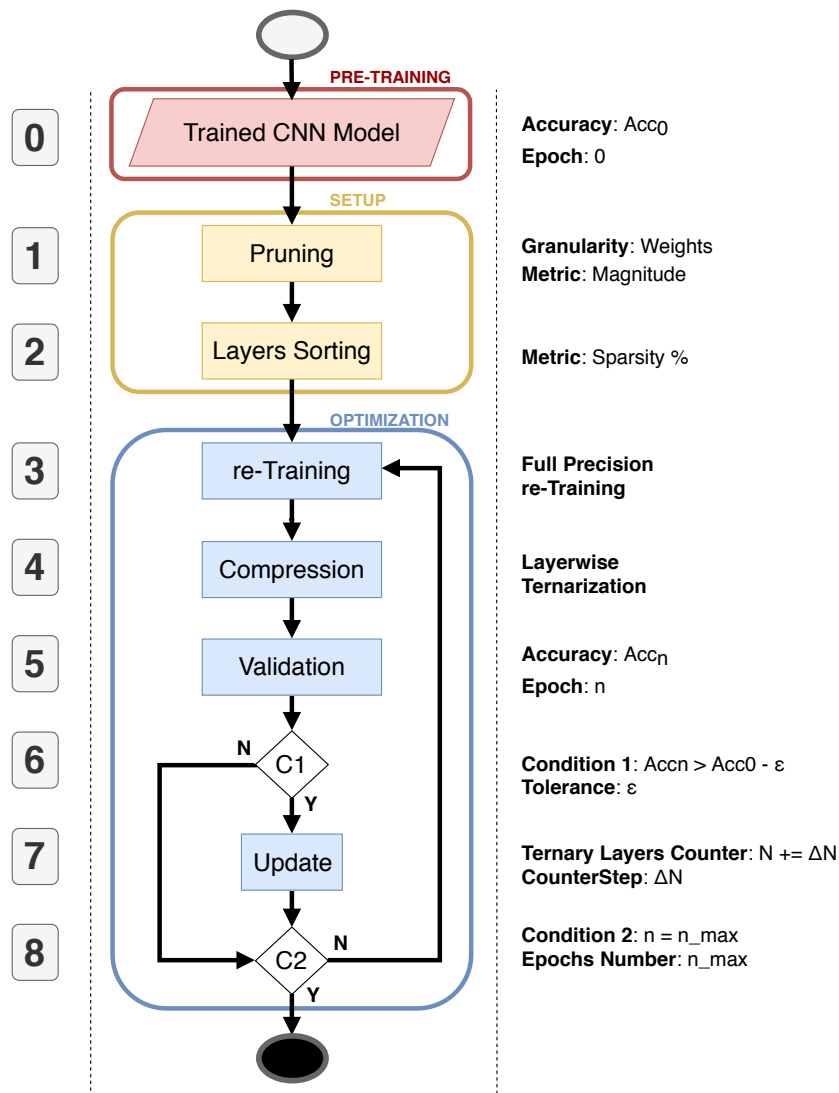 PRE-TRAINING
0
Trained CNN Model
Accuracy: Acc0
Epoch: 0
SETUP
1
Pruning
Granularity: Weights
Metric: Magnitude
2
Layers Sorting
Metric: Sparsity %
OPTIMIZATION
3
re-Training
Full Precision
re-Training
4
Compression
Layerwise
Ternarization
5
Validation
Accuracy: Accn
Epoch: n
6
N
C1
Y
Condition 1: Accn > Acc0 - ε
Tolerance: ε
7
Update
Ternary Layers Counter: N += ΔN
CounterStep: ΔN
8
C2
N
Y
Condition 2: n = n_max
Epochs Number: n_max